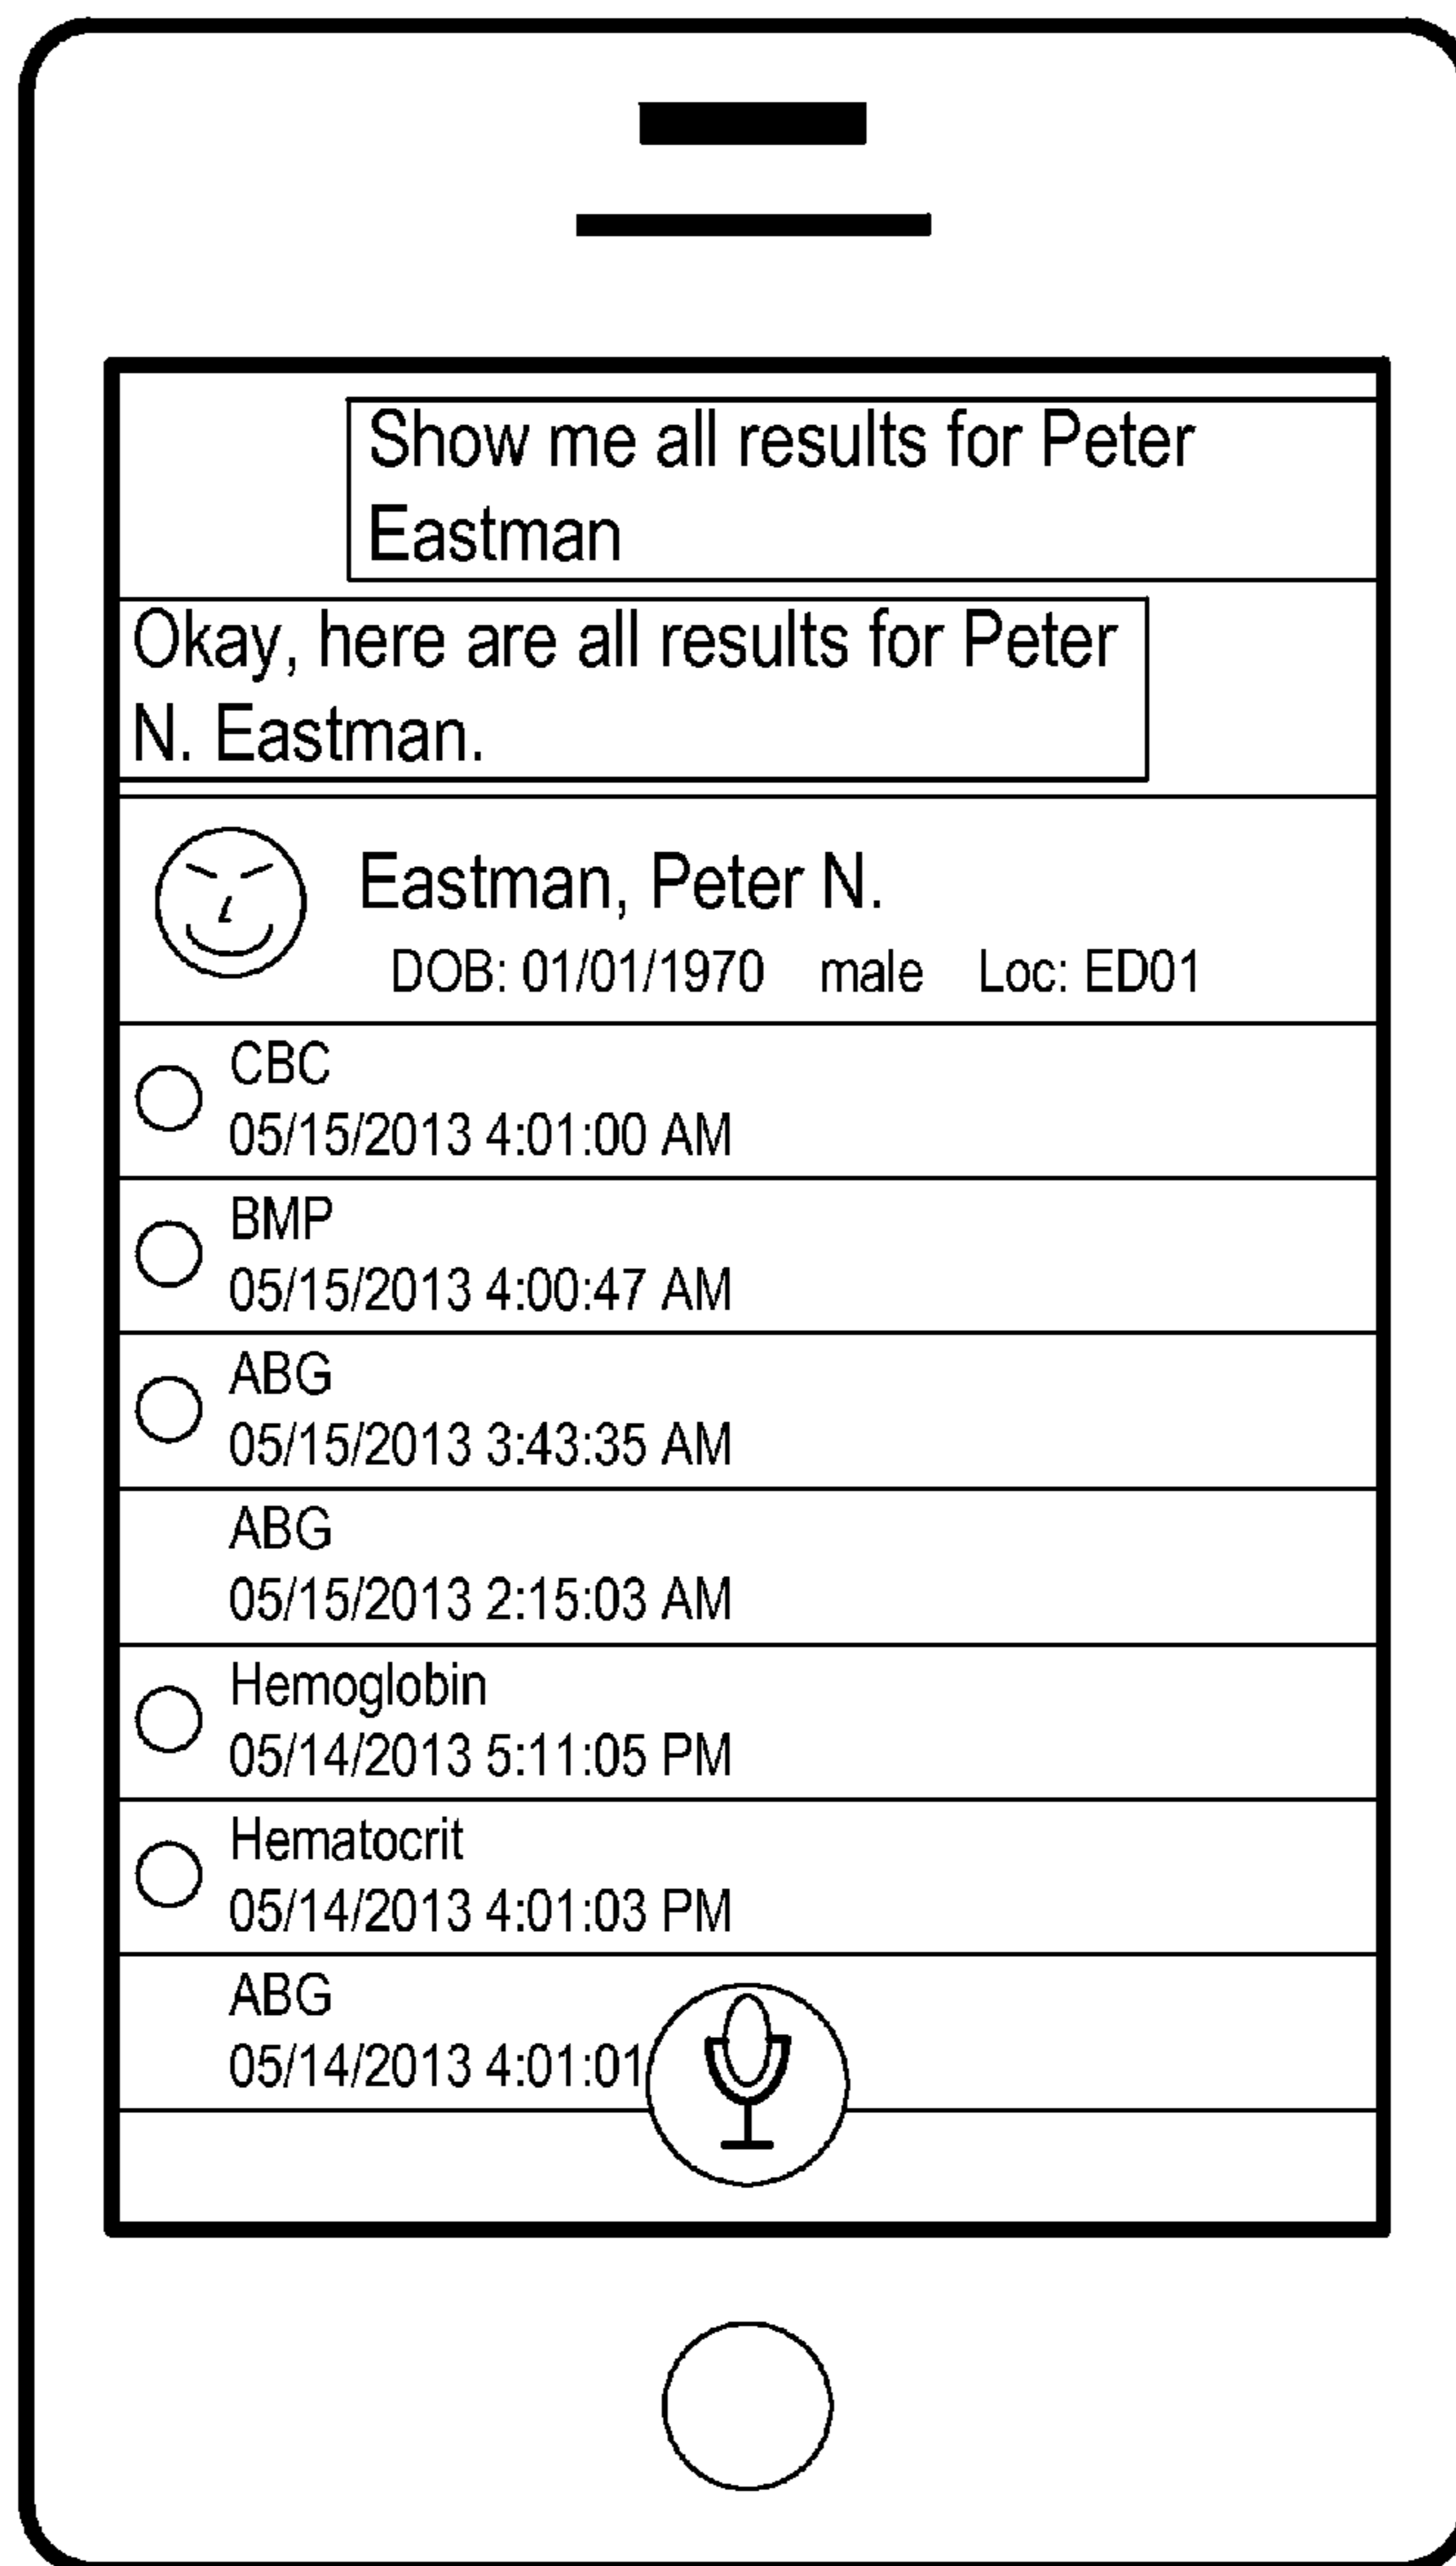 Show me all results for Peter
Eastman
Okay, here are all results for Peter
N. Eastman.
Eastman, Peter N.
DOB: 01/01/1970 male Loc: ED01
CBC
05/15/2013 4:01:00 AM
BMP
05/15/2013 4:00:47 AM
ABG
05/15/2013 3:43:35 AM
ABG
05/15/2013 2:15:03 AM
Hemoglobin
05/14/2013 5:11:05 PM
Hematocrit
05/14/2013 4:01:03 PM
ABG
05/14/2013 4:01:01